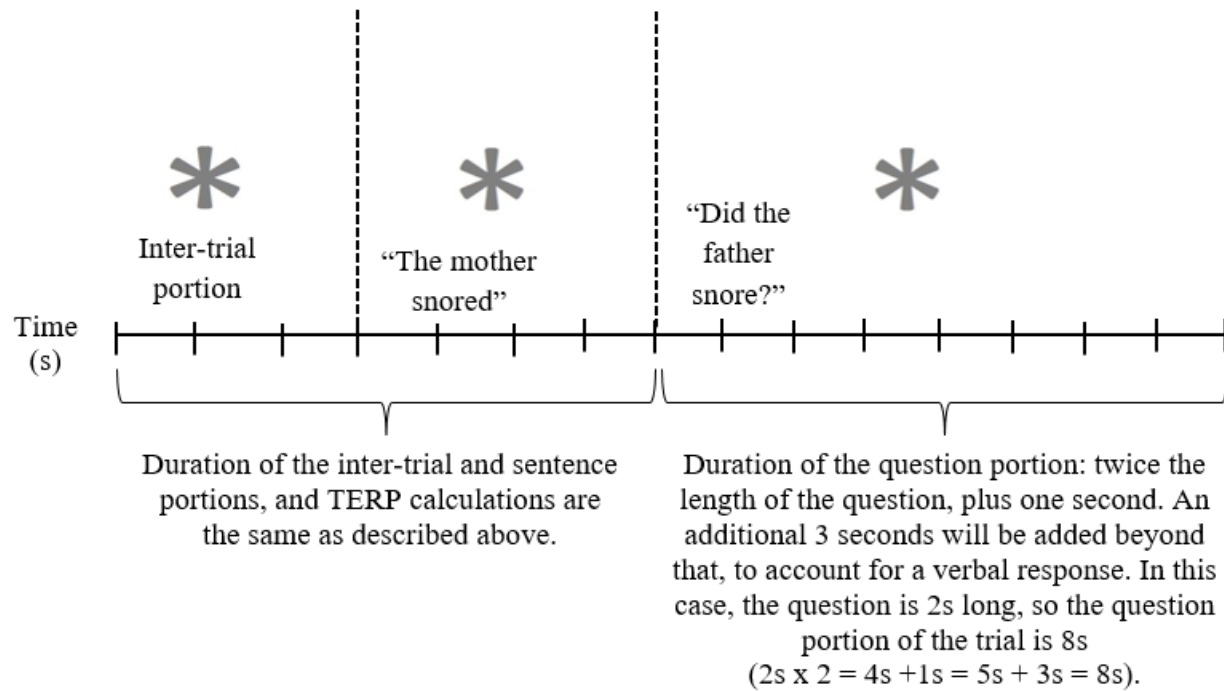 Inter-trial
portion
“The mother
snored”
“Did the
father
snore?”
Time
(s)
Duration of the inter-trial and sentence
portions, and TERP calculations are
the same as described above.
Duration of the question portion: twice the
length of the question, plus one second. An
additional 3 seconds will be added beyond
that, to account for a verbal response. In this
case, the question is 2s long, so the question
portion of the trial is 8s
(2s x 2 = 4s +1s = 5s + 3s = 8s).